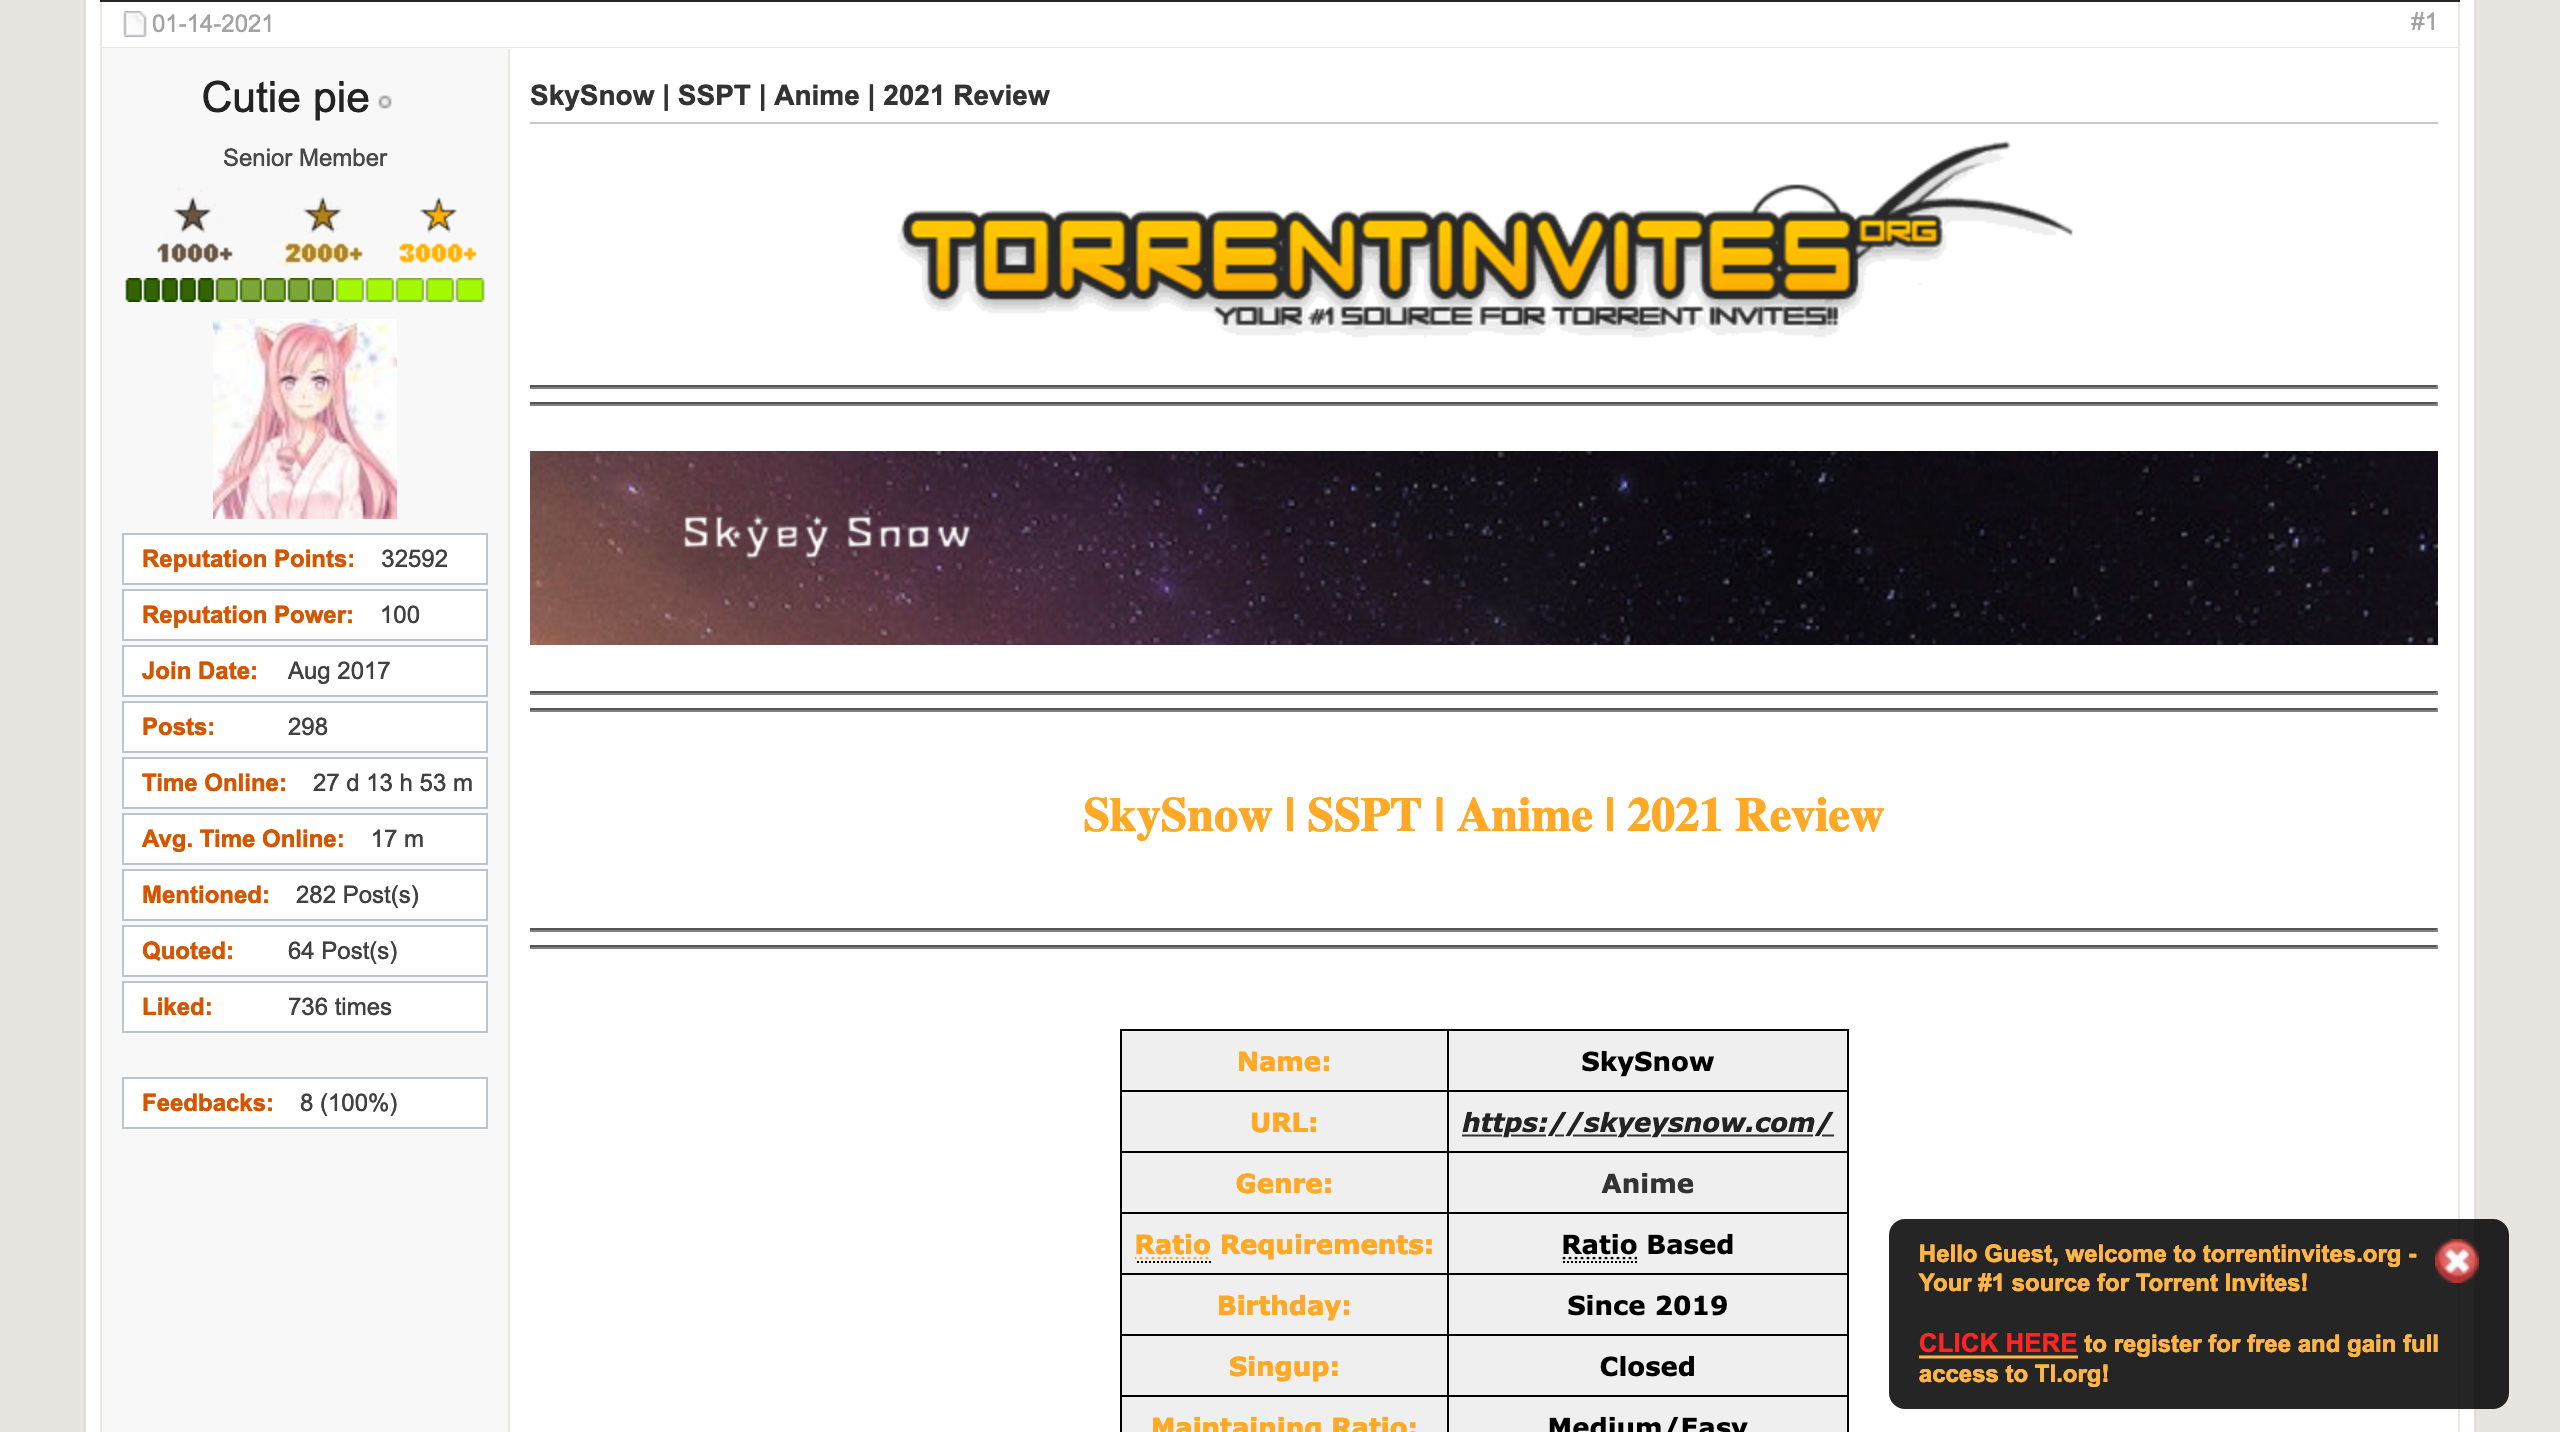 01-14-2021
#1
Cutie pie
Senior Member
1000+ 2000+ 3000+
Reputation Points: 32592
Reputation Power: 100
Join Date: Aug 2017
Posts: 298
Time Online: 27 d 13 h 53 m
Avg. Time Online: 17 m
Mentioned: 282 Post(s)
Quoted: 64 Post(s)
Liked: 736 times
Feedbacks: 8 (100%)
SkySnow | SSPT | Anime | 2021 Review
TORRENTINVITES ORG
YOUR #1 SOURCE FOR TORRENT INVITES!!
Skyey Snow
SkySnow | SSPT | Anime | 2021 Review
Name: SkySnow
URL: https://skyeysnow.com/
Genre: Anime
Ratio Requirements: Ratio Based
Birthday: Since 2019
Singup: Closed
Maintaining Ratio: Medium/Easy
Hello Guest, welcome to torrentinvites.org -
Your #1 source for Torrent Invites!
CLICK HERE to register for free and gain full
access to TI.org!